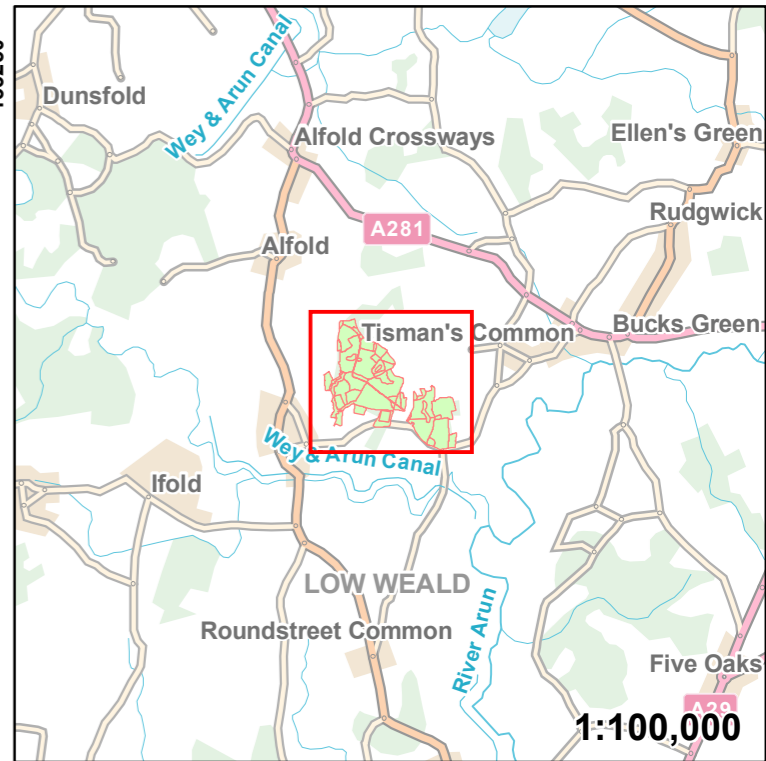 Dunsfold
Wey & Arun Canal
Alfold Crossways
Ellen's Green
Rudgwick
A281
Alfold
Tisman's Common
Bucks Green
Wey & Arun Canal
Ifold
LOW WEALD
River Arun
Roundstreet Common
Five Oaks
A29
1:100,000